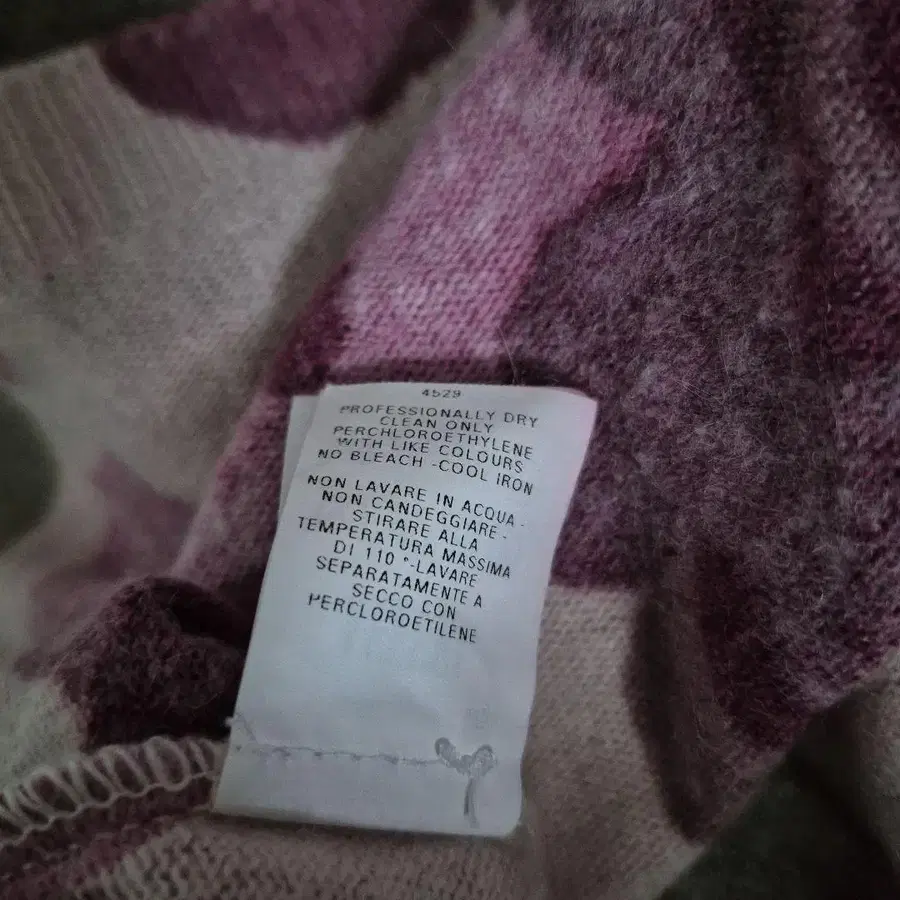 4529
PROFESSIONALLY DRY
CLEAN ONLY
PERCHLOROETHYLENE
WITH LIKE COLOURS
NO BLEACH -COOL IRON
NON LAVARE IN ACQUA-
NON CANDEGGIARE-
STIRARE ALLA
TEMPERATURA MASSIMA
DI 110 °-LAVARE
SEPARATAMENTE A
SECCO CON
PERCLOROETILENE